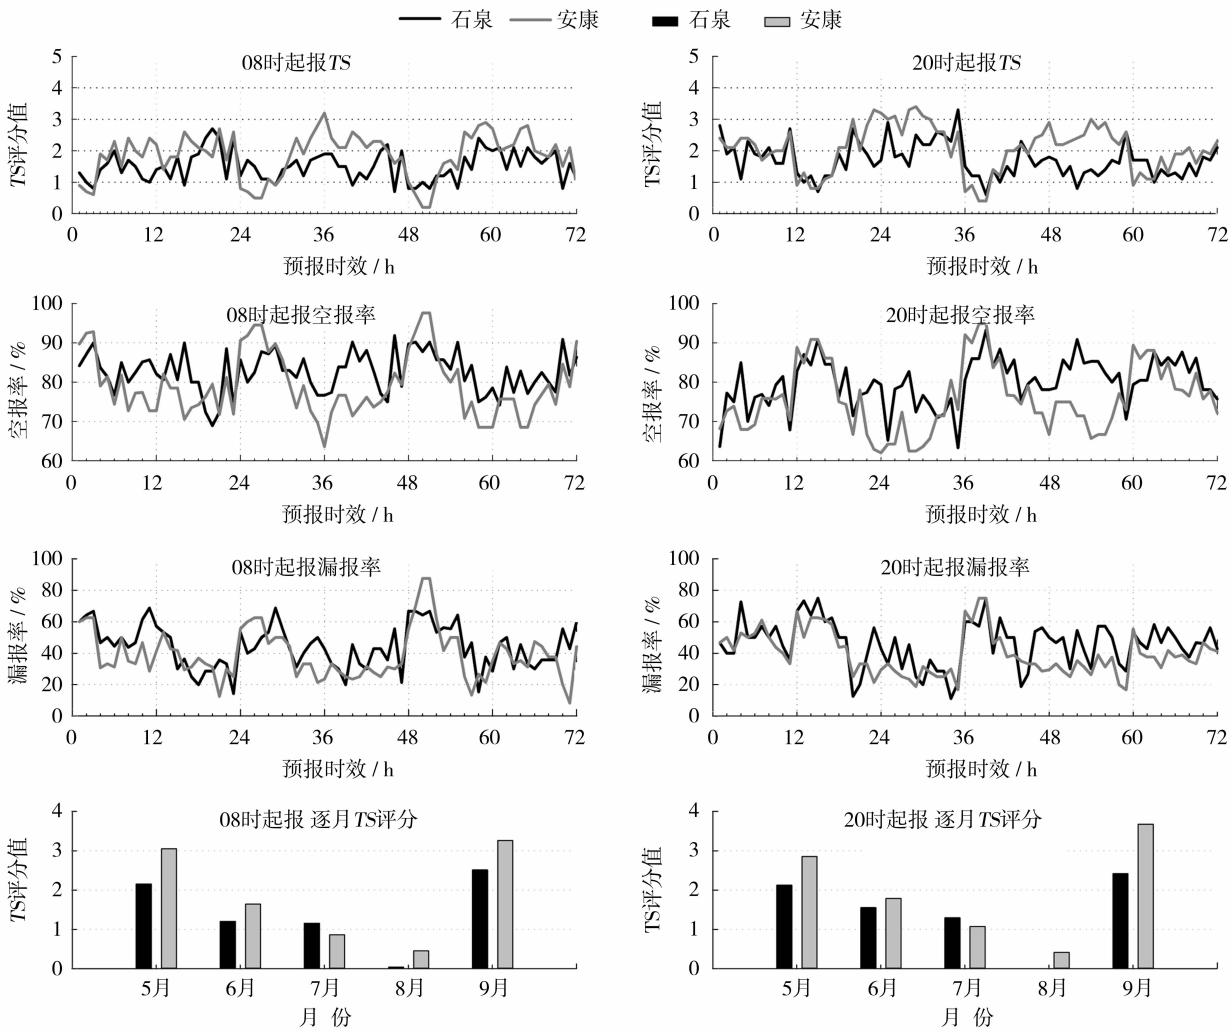 石泉 安康 石泉 安康
08时起报TS
TS评分值
5
4
3
2
1
0
0 12 24 36 48 60 72
预报时效 / h
20时起报TS
TS评分值
5
4
3
2
1
0
0 12 24 36 48 60 72
预报时效 / h
08时起报空报率
空报率 / %
100
90
80
70
60
0 12 24 36 48 60 72
预报时效 / h
20时起报空报率
空报率 / %
100
90
80
70
60
0 12 24 36 48 60 72
预报时效 / h
08时起报漏报率
漏报率 / %
100
80
60
40
20
0
0 12 24 36 48 60 72
预报时效 / h
20时起报漏报率
漏报率 / %
100
80
60
40
20
0
0 12 24 36 48 60 72
预报时效 / h
08时起报 逐月TS评分
TS评分值
4
3
2
1
0
5月 6月 7月 8月 9月
月 份
20时起报 逐月TS评分
TS评分值
4
3
2
1
0
5月 6月 7月 8月 9月
月 份